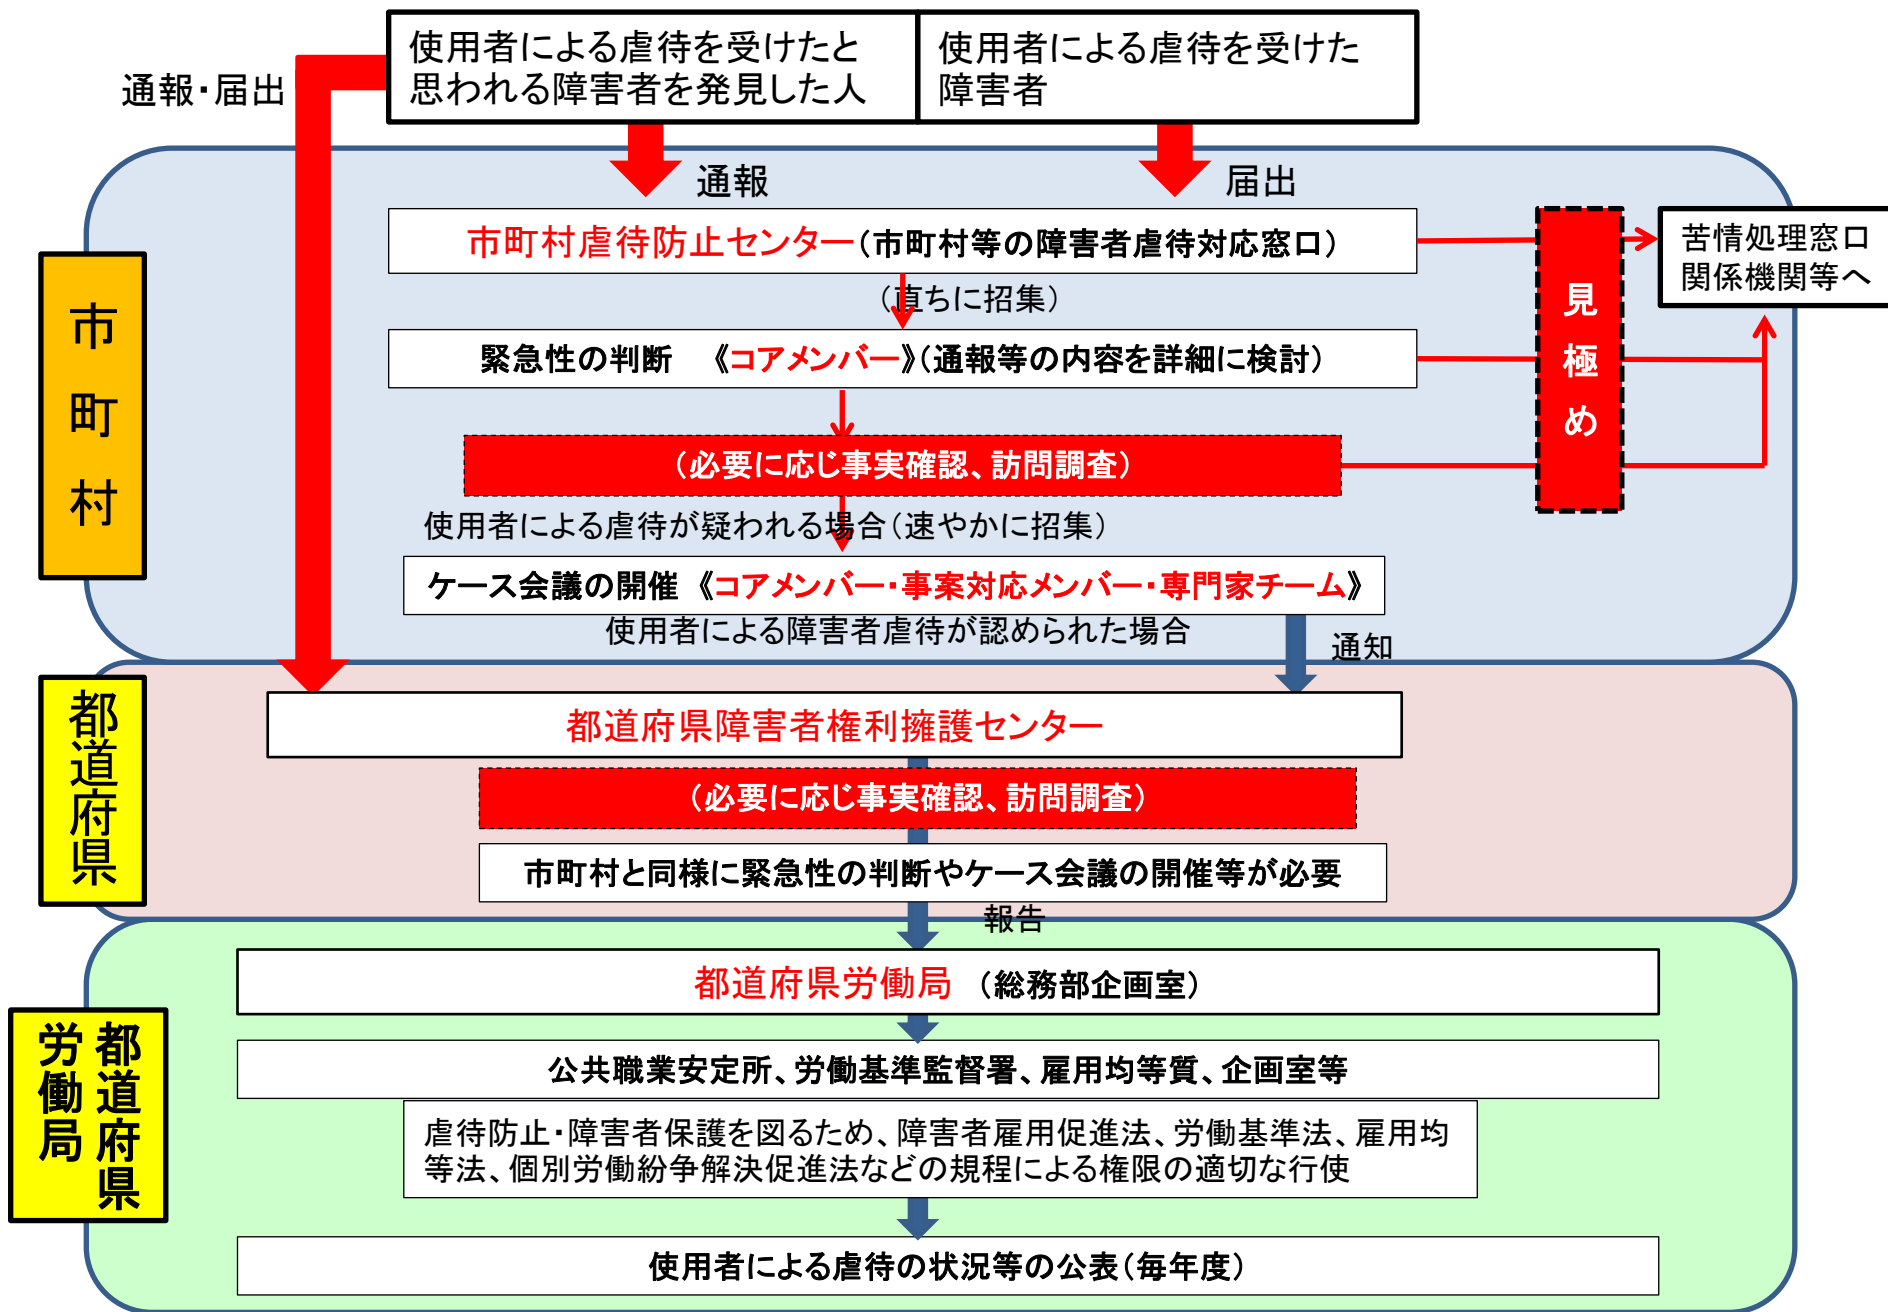 使用者による虐待を受けたと
思われる障害者を発見した人
使用者による虐待を受けた
障害者
通報・届出
通報
届出
市町村
市町村虐待防止センター（市町村等の障害者虐待対応窓口）
苦情処理窓口
関係機関等へ
見極め
（直ちに招集）
緊急性の判断　《コアメンバー》（通報等の内容を詳細に検討）
（必要に応じ事実確認、訪問調査）
使用者による虐待が疑われる場合（速やかに招集）
ケース会議の開催　《コアメンバー・事案対応メンバー・専門家チーム》
使用者による障害者虐待が認められた場合
通知
都道府県
都道府県障害者権利擁護センター
（必要に応じ事実確認、訪問調査）
市町村と同様に緊急性の判断やケース会議の開催等が必要
報告
都道府県
労働局
都道府県労働局　（総務部企画室）
公共職業安定所、労働基準監督署、雇用均等質、企画室等
虐待防止・障害者保護を図るため、障害者雇用促進法、労働基準法、雇用均
等法、個別労働紛争解決促進法などの規程による権限の適切な行使
使用者による虐待の状況等の公表（毎年度）